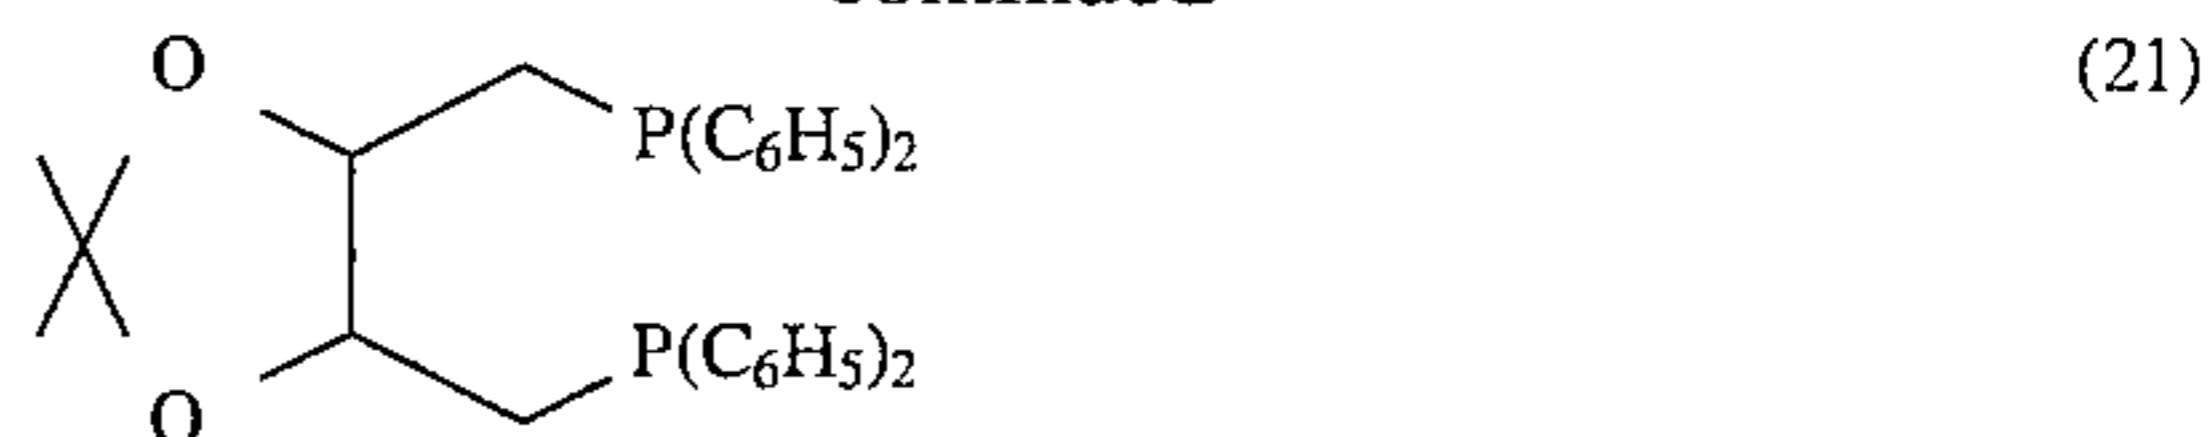 O (21)
P(C₆H₅)₂
P(C₆H₅)₂
O